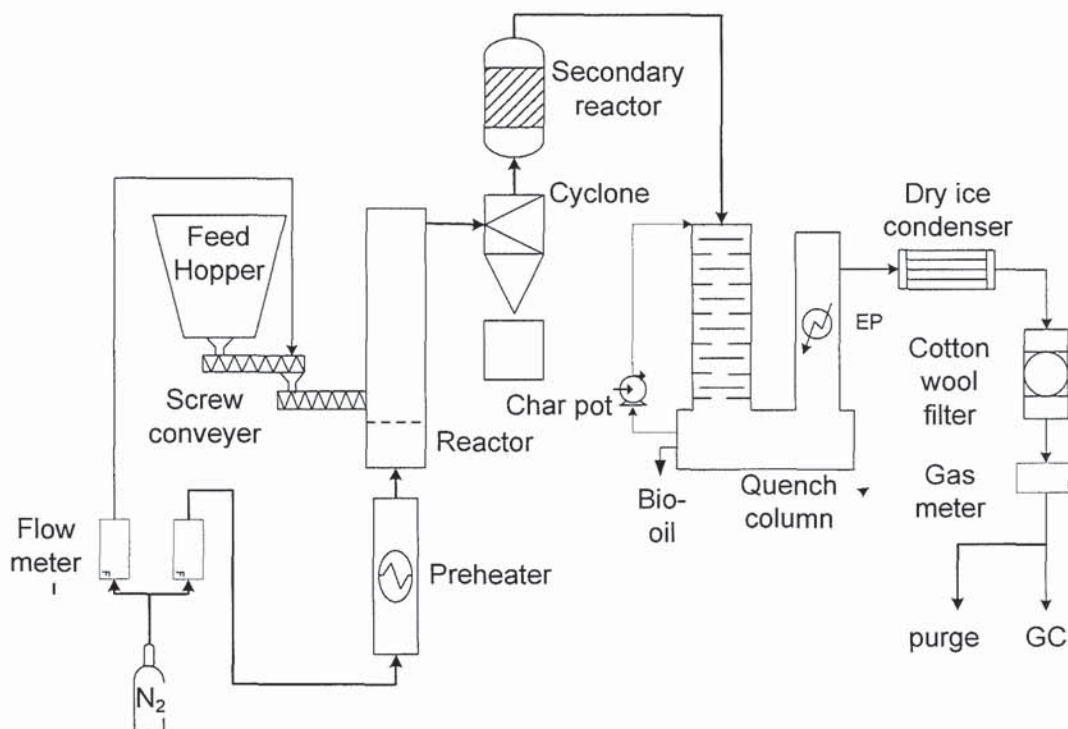 Secondary
reactor
Cyclone
Feed
Hopper
Dry ice
condenser
EP
Screw
conveyer
Char pot
Cotton
wool
filter
Reactor
Bio-
oil
Quench
column
Gas
meter
Flow
meter
F
F
Preheater
purge
GC
N₂